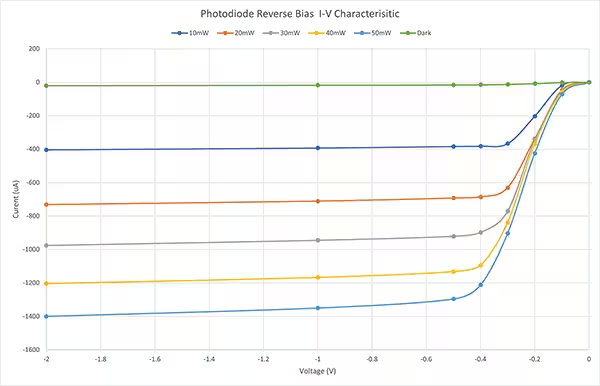 Photodiode Reverse Bias I-V Characterisitic
10mW 20mW 30mW 40mW 50mW Dark
200
0
-200
-400
-600
-800
-1000
-1200
-1400
-1600
Curent (uA)
-2 -1.8 -1.6 -1.4 -1.2 -1 -0.8 -0.6 -0.4 -0.2 0
Voltage (V)